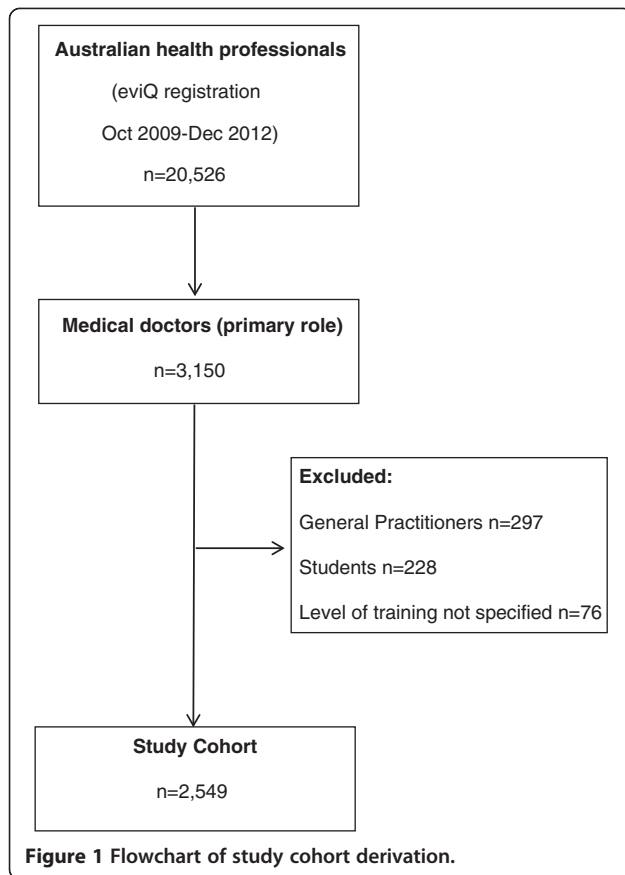 Australian health professionals
(eviQ registration
Oct 2009-Dec 2012)
n=20,526
Medical doctors (primary role)
n=3,150
Excluded:
General Practitioners n=297
Students n=228
Level of training not specified n=76
Study Cohort
n=2,549
Figure 1 Flowchart of study cohort derivation.